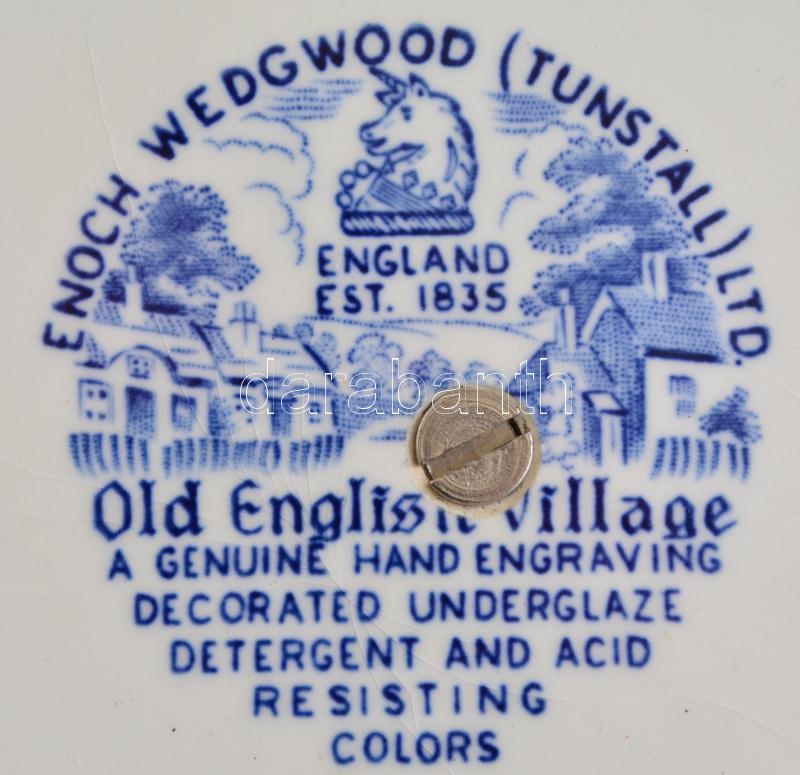 ENOCH WEDGWOOD (TUNSTALL) LTD.
ENGLAND
EST. 1835
darabanth
Old English Village
A GENUINE HAND ENGRAVING
DECORATED UNDERGLAZE
DETERGENT AND ACID
RESISTING
COLORS